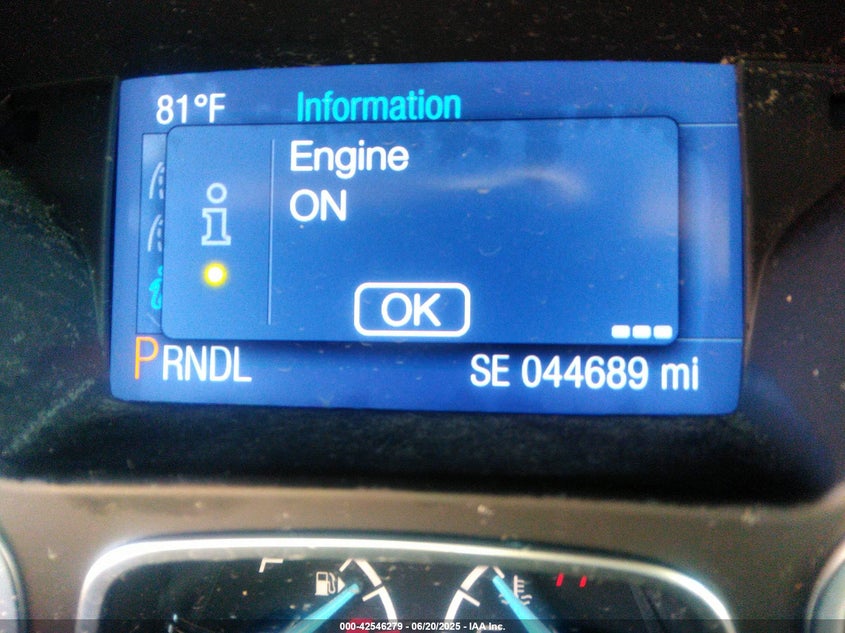 81°F Information
Engine
ON
OK
PRNDL SE 044689 mi
000-42546279 - 06/20/2025 - IAA Inc.